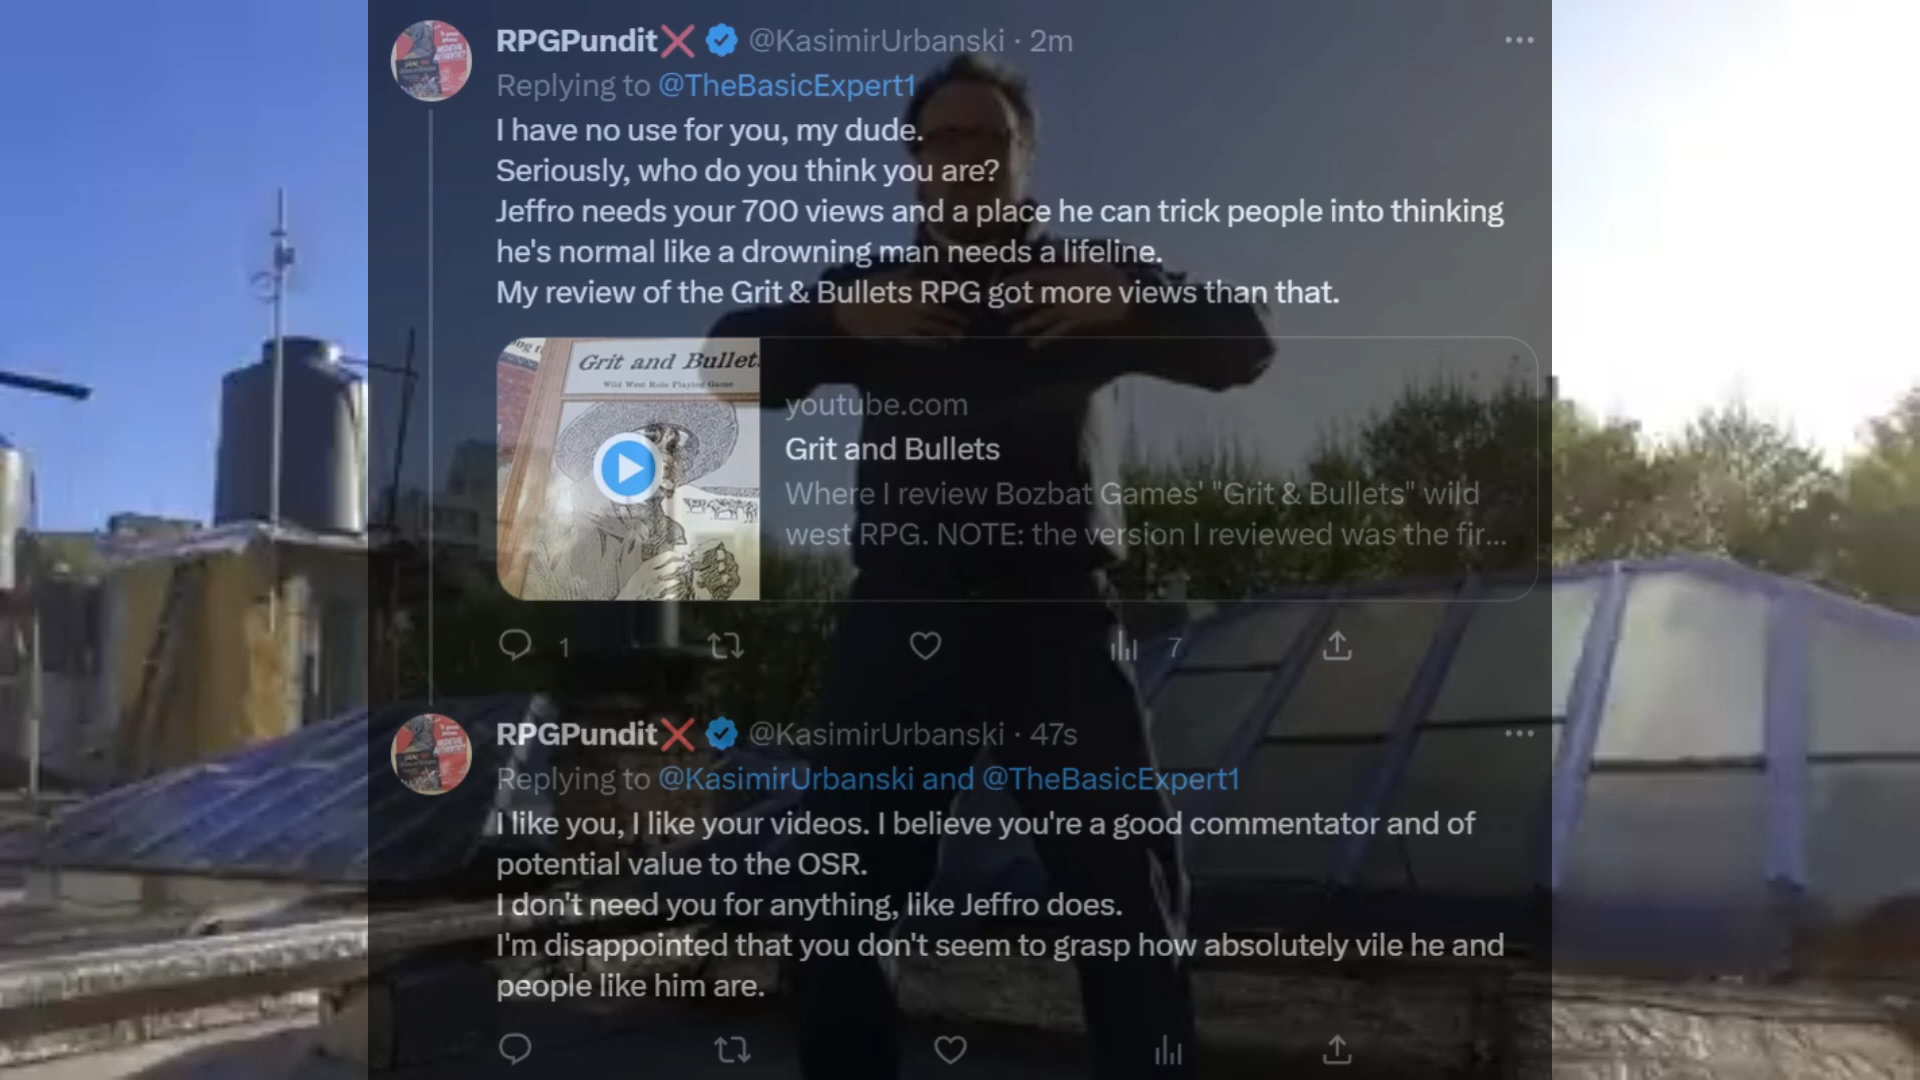 RPGPundit❌ @KasimirUrbanski · 2m
Replying to @TheBasicExpert1
I have no use for you, my dude.
Seriously, who do you think you are?
Jeffro needs your 700 views and a place he can trick people into thinking
he's normal like a drowning man needs a lifeline.
My review of the Grit & Bullets RPG got more views than that.
Grit and Bullet
Wild West Role Playing Game
youtube.com
Grit and Bullets
Where I review Bozbat Games' "Grit & Bullets" wild
west RPG. NOTE: the version I reviewed was the fir...
1 7
RPGPundit❌ @KasimirUrbanski · 47s
Replying to @KasimirUrbanski and @TheBasicExpert1
I like you, I like your videos. I believe you're a good commentator and of
potential value to the OSR.
I don't need you for anything, like Jeffro does.
I'm disappointed that you don't seem to grasp how absolutely vile he and
people like him are.